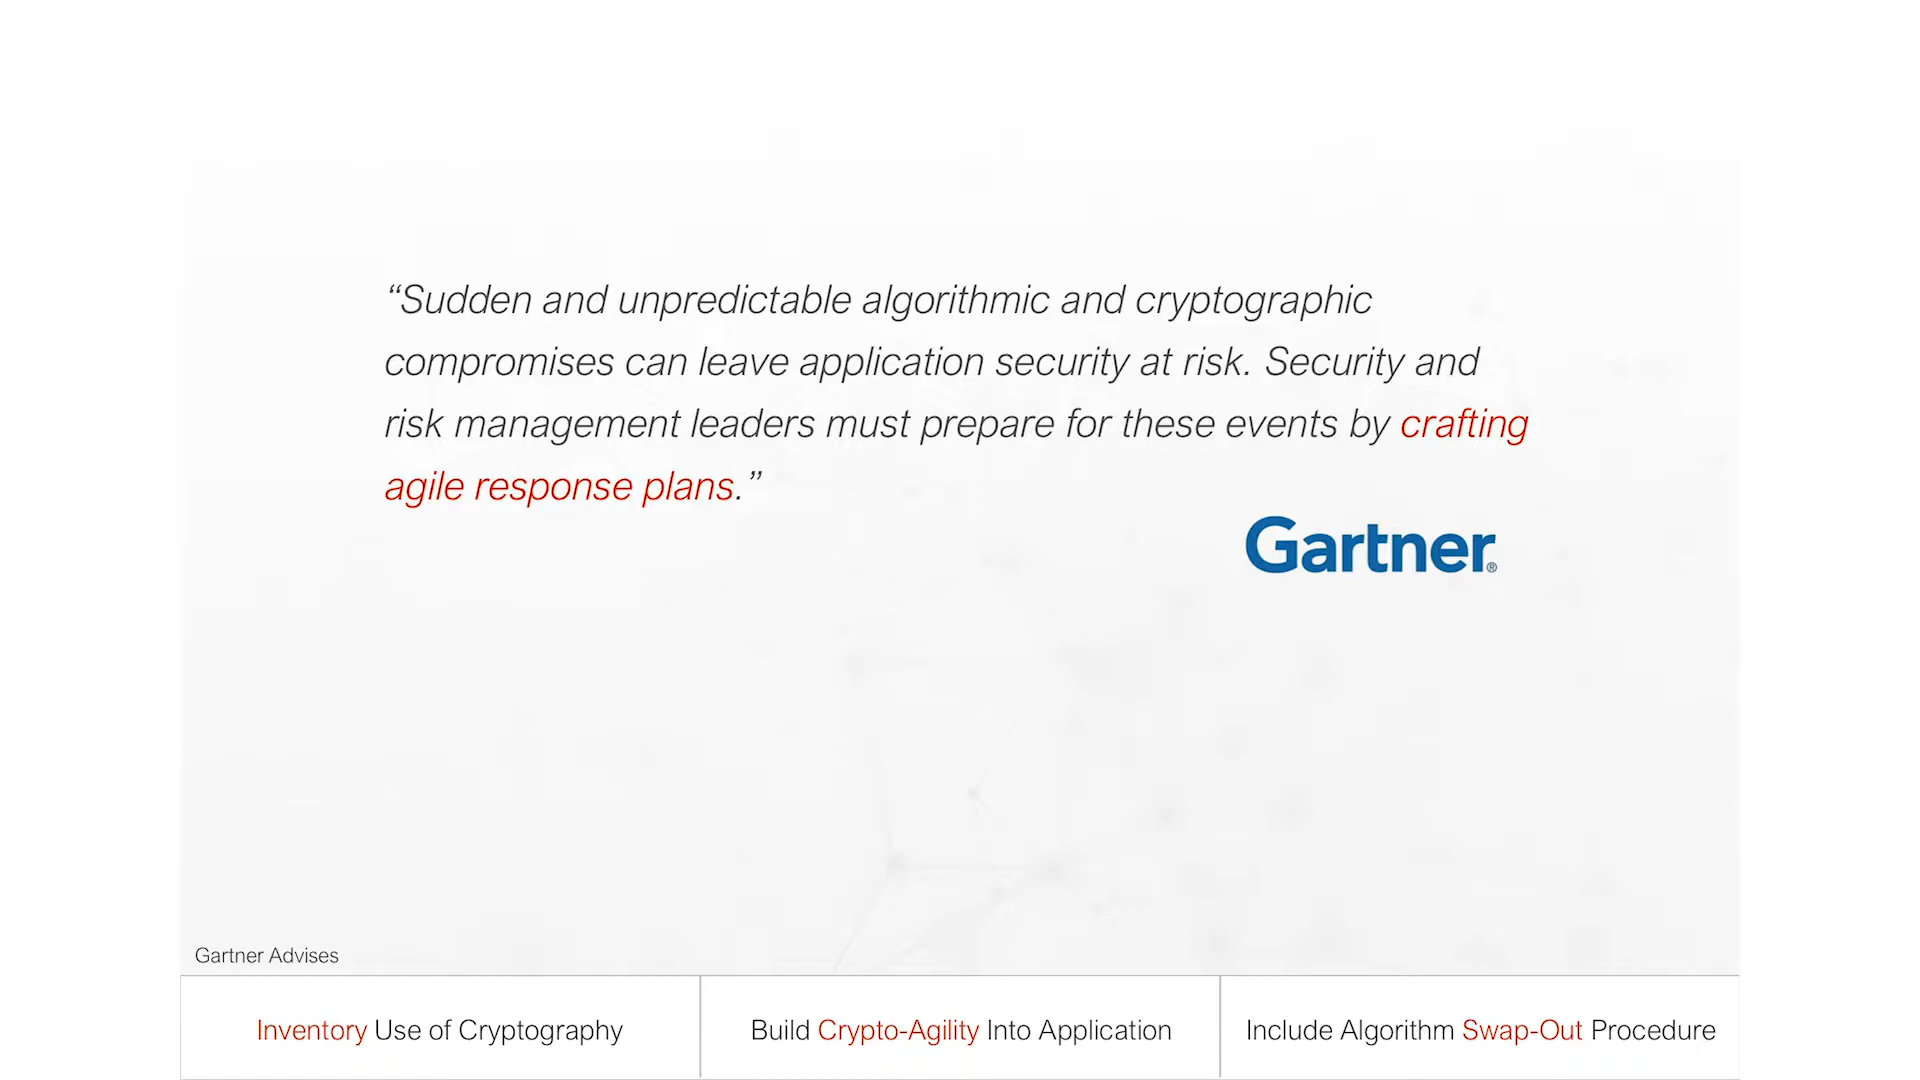 “Sudden and unpredictable algorithmic and cryptographic
compromises can leave application security at risk. Security and
risk management leaders must prepare for these events by crafting
agile response plans.”
Gartner®
Gartner Advises
Inventory Use of Cryptography
Build Crypto-Agility Into Application
Include Algorithm Swap-Out Procedure